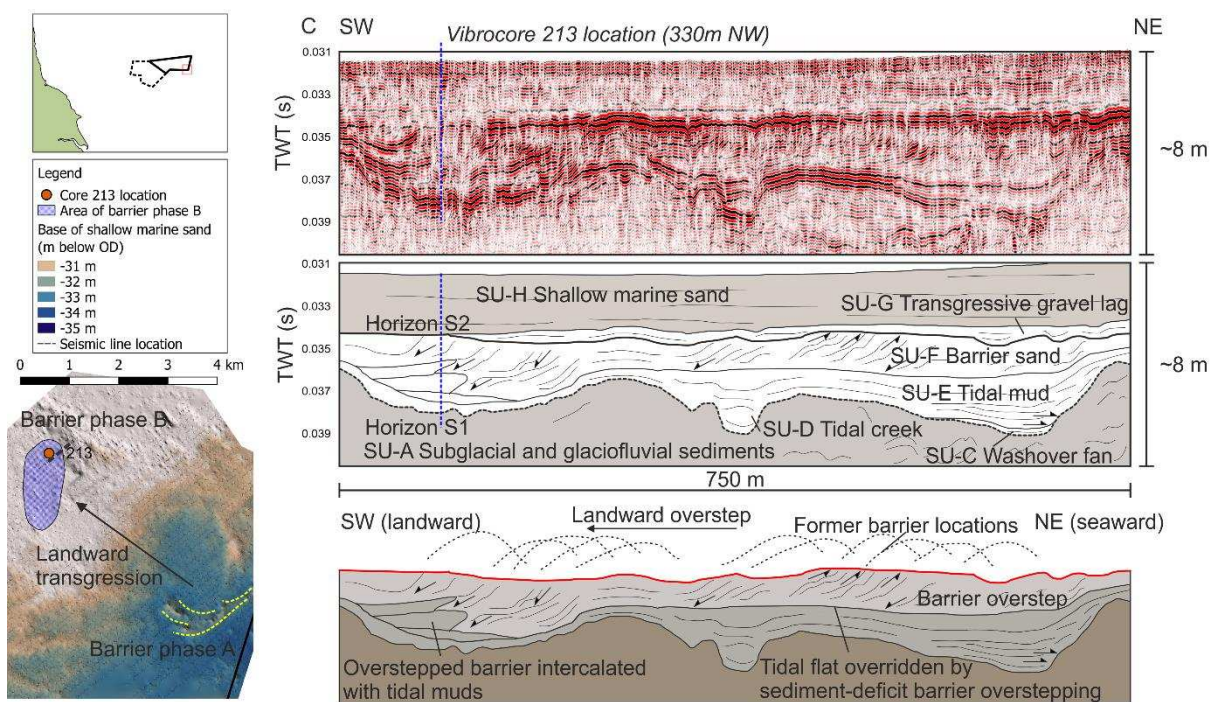 Legend
Core 213 location
Area of barrier phase B
Base of shallow marine sand
(m below OD)
-31 m
-32 m
-33 m
-34 m
-35 m
Seismic line location
0 1 2 3 4 km
Barrier phase B
213
Landward
transgression
Barrier phase A
C SW
Vibrocore 213 location (330m NW)
NE
0.031
0.033
0.035
0.037
0.039
TWT (s)
~8 m
0.031
0.033
0.035
0.037
0.039
TWT (s)
SU-H Shallow marine sand
SU-G Transgressive gravel lag
Horizon S2
SU-F Barrier sand
SU-E Tidal mud
Horizon S1
SU-D Tidal creek
SU-A Subglacial and glaciofluvial sediments
SU-C Washover fan
~8 m
750 m
SW (landward)
Landward overstep
Former barrier locations
NE (seaward)
Barrier overstep
Overstepped barrier intercalated
with tidal muds
Tidal flat overridden by
sediment-deficit barrier overstepping